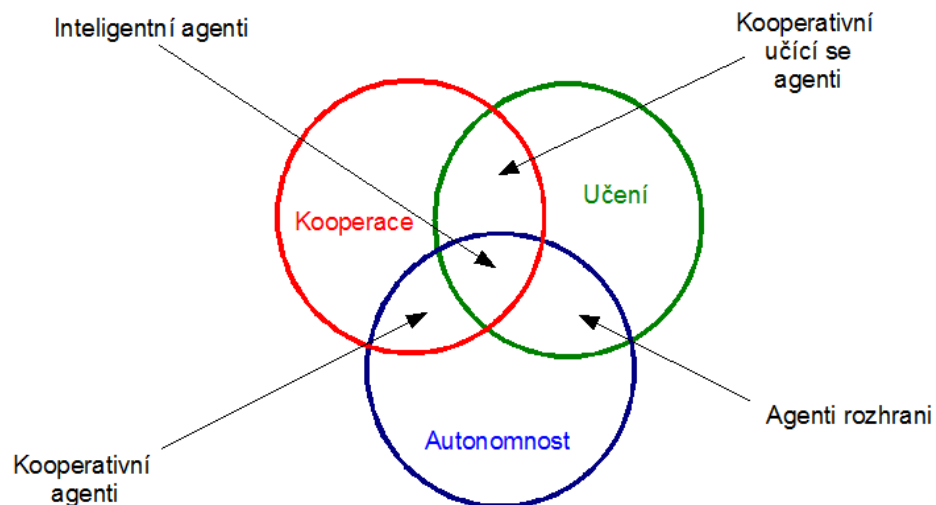 Inteligentní agenti
Kooperativní
učící se
agenti
Učení
Kooperace
Agenti rozhrani
Autonomnost
Kooperativní
agenti